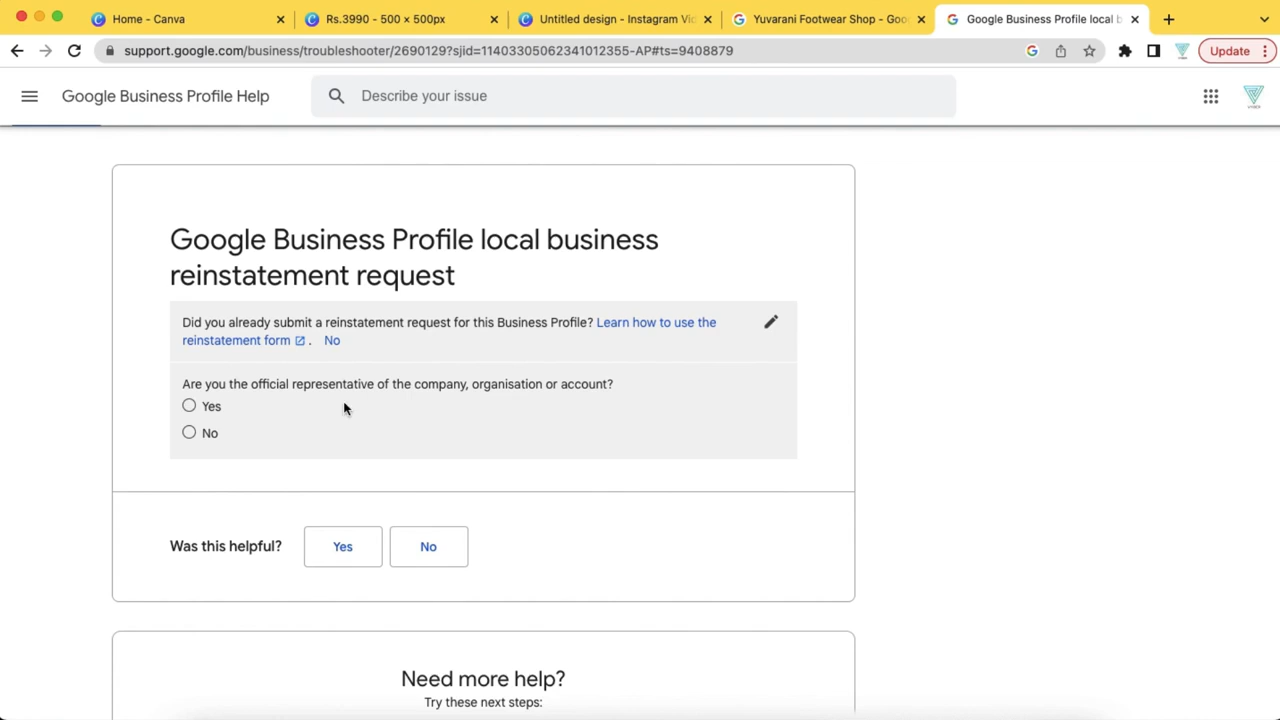 Home - Canva
Rs.3990 - 500 x 500px
Untitled design - Instagram Vi
Yuvarani Footwear Shop - Goo
Google Business Profile local b
support.google.com/business/troubleshooter/2690129?sjid=11403305062341012355-AP#ts=9408879
Update
Google Business Profile Help
Describe your issue
Google Business Profile local business
reinstatement request
Did you already submit a reinstatement request for this Business Profile? Learn how to use the
reinstatement form . No
Are you the official representative of the company, organisation or account?
Yes
No
Was this helpful? Yes No
Need more help?
Try these next steps: